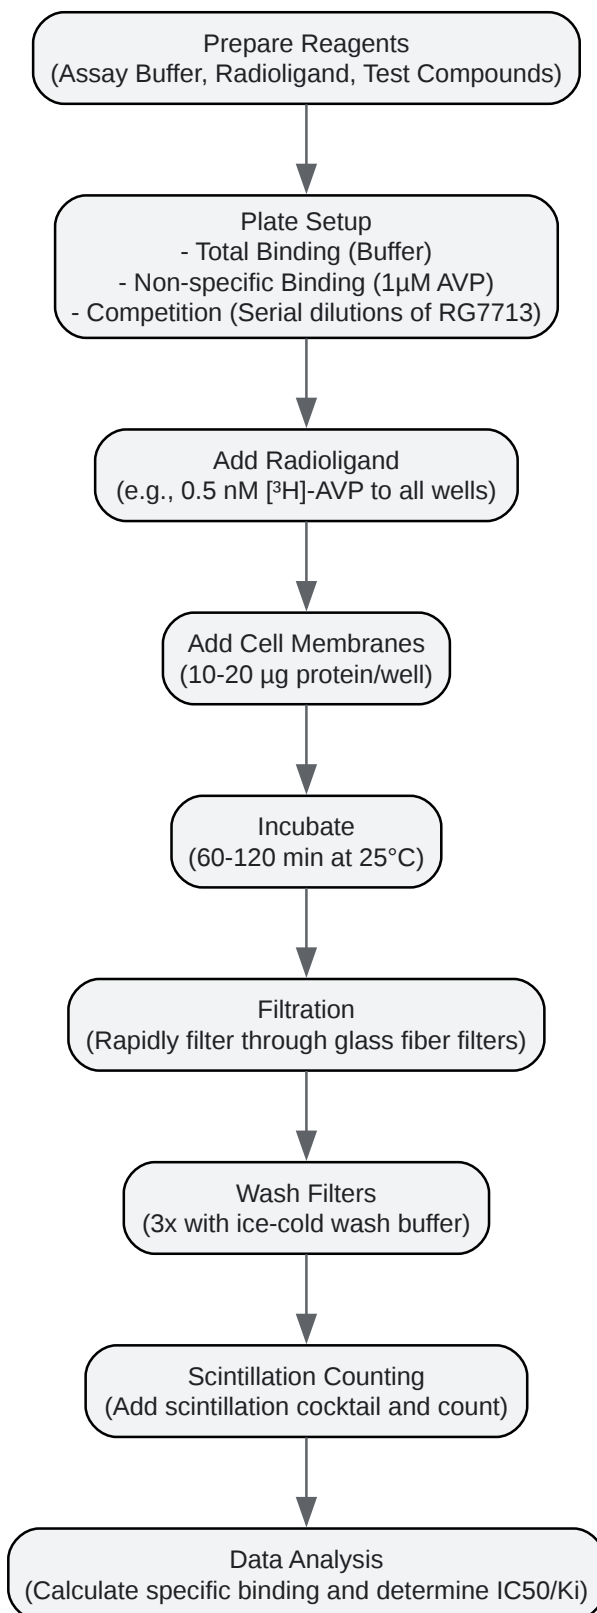 Prepare Reagents
(Assay Buffer, Radioligand, Test Compounds)
Plate Setup
- Total Binding (Buffer)
- Non-specific Binding (1µM AVP)
- Competition (Serial dilutions of RG7713)
Add Radioligand
(e.g., 0.5 nM [³H]-AVP to all wells)
Add Cell Membranes
(10-20 µg protein/well)
Incubate
(60-120 min at 25°C)
Filtration
(Rapidly filter through glass fiber filters)
Wash Filters
(3x with ice-cold wash buffer)
Scintillation Counting
(Add scintillation cocktail and count)
Data Analysis
(Calculate specific binding and determine IC50/Ki)